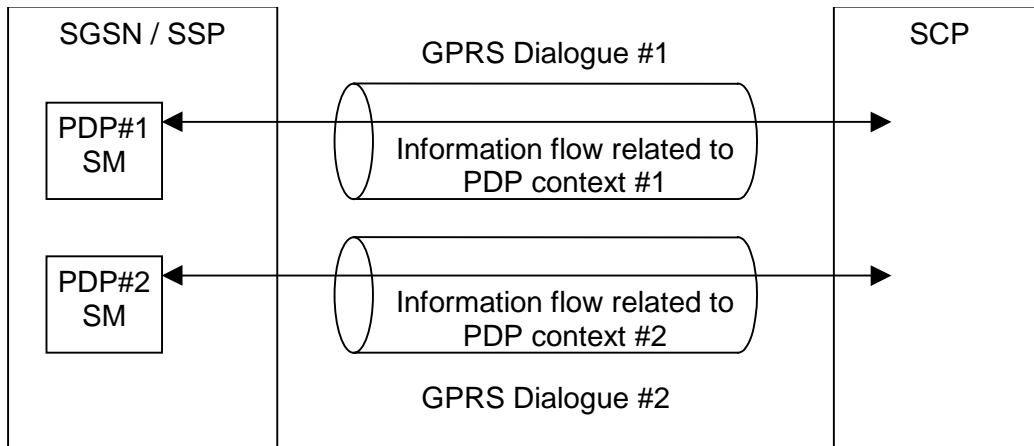 SGSN / SSP
SCP
GPRS Dialogue #1
PDP#1
SM
Information flow related to
PDP context #1
PDP#2
SM
Information flow related to
PDP context #2
GPRS Dialogue #2